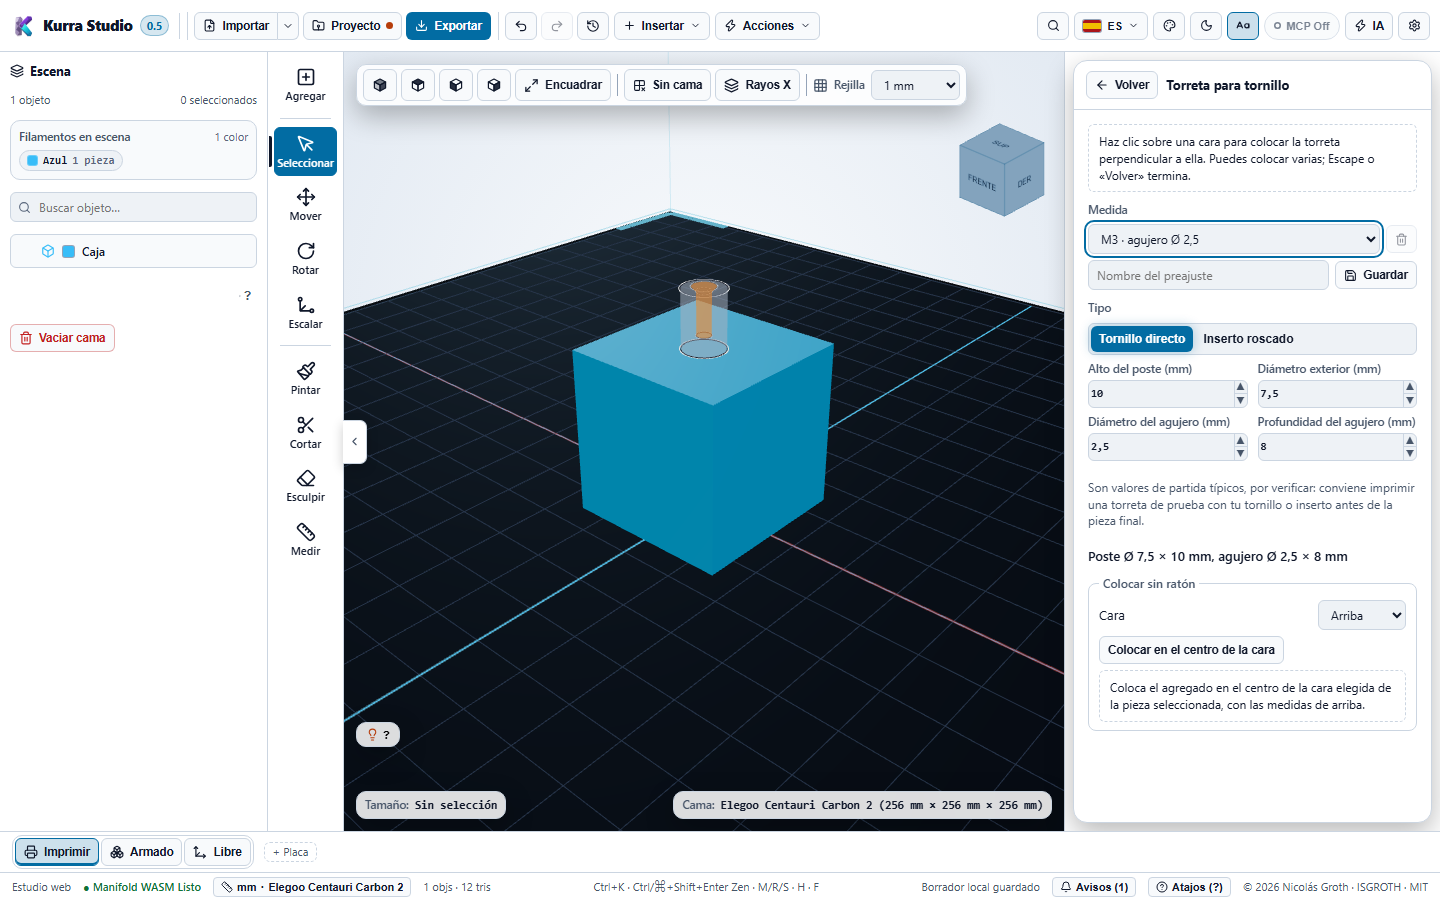 Kurra Studio 0.5
Importar
Proyecto
Exportar
Insertar
Acciones
ES
Aa
MCP Off
IA
Escena
1 objeto
0 seleccionados
Filamentos en escena
1 color
Azul 1 pieza
Buscar objeto...
Caja
?
Vaciar cama
Agregar
Seleccionar
Mover
Rotar
Escalar
Pintar
Cortar
Esculpir
Medir
Encuadrar
Sin cama
Rayos X
Rejilla
1 mm
FRENTE
DER
?
Tamaño: Sin selección
Cama: Elegoo Centauri Carbon 2 (256 mm × 256 mm × 256 mm)
Volver
Torreta para tornillo
Haz clic sobre una cara para colocar la torreta
perpendicular a ella. Puedes colocar varias; Escape o
«Volver» termina.
Medida
M3 · agujero Ø 2,5
Nombre del preajuste
Guardar
Tipo
Tornillo directo
Inserto roscado
Alto del poste (mm)
Diámetro exterior (mm)
10
7,5
Diámetro del agujero (mm)
Profundidad del agujero (mm)
2,5
8
Son valores de partida típicos, por verificar: conviene imprimir
una torreta de prueba con tu tornillo o inserto antes de la
pieza final.
Poste Ø 7,5 × 10 mm, agujero Ø 2,5 × 8 mm
Colocar sin ratón
Cara
Arriba
Colocar en el centro de la cara
Coloca el agregado en el centro de la cara elegida de
la pieza seleccionada, con las medidas de arriba.
Imprimir
Armado
Libre
+ Placa
Estudio web
Manifold WASM Listo
mm · Elegoo Centauri Carbon 2
1 objs · 12 tris
Ctrl+K · Ctrl/⌘+Shift+Enter Zen · M/R/S · H · F
Borrador local guardado
Avisos (1)
Atajos (?)
© 2026 Nicolás Groth · ISGROTH · MIT